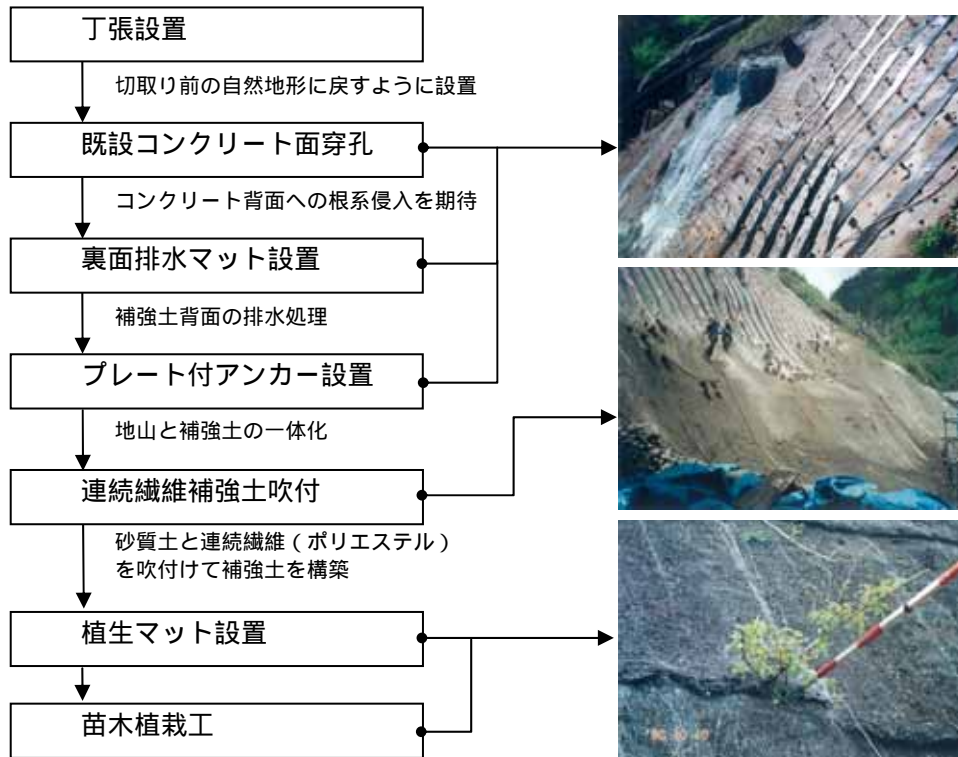 丁張設置
切取り前の自然地形に戻すように設置
既設コンクリート面穿孔
コンクリート背面への根系侵入を期待
裏面排水マット設置
補強土背面の排水処理
プレート付アンカー設置
地山と補強土の一体化
連続繊維補強土吹付
砂質土と連続繊維（ポリエステル）
を吹付けて補強土を構築
植生マット設置
苗木植栽工